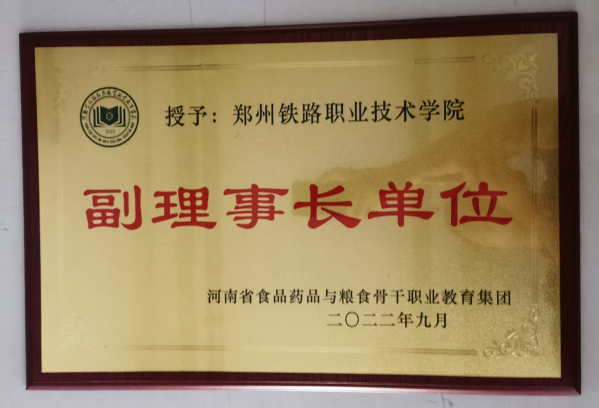 授予：郑州铁路职业技术学院
副理事长单位
河南省食品药品与粮食骨干职业教育集团
二〇二二年九月